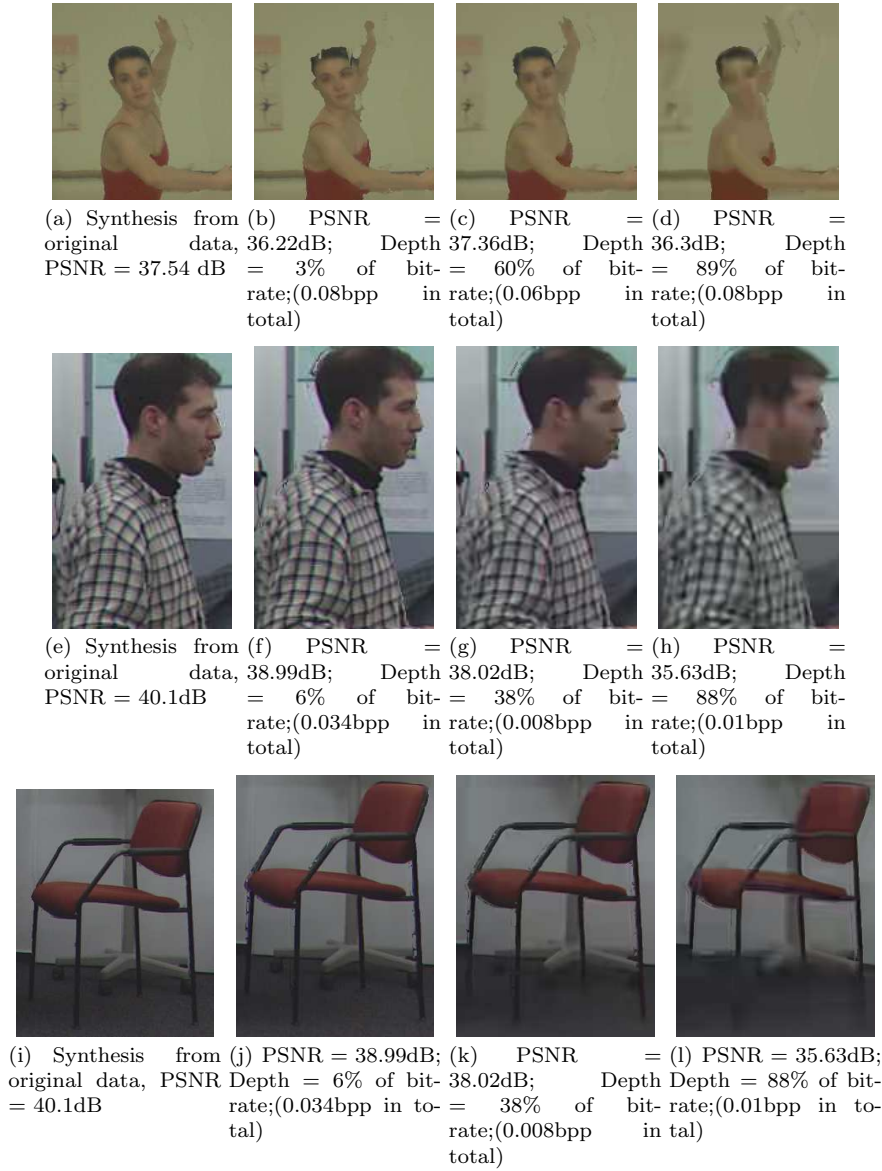 (a) Synthesis from
original data,
PSNR = 37.54 dB
(b) PSNR =
36.22dB; Depth
= 3% of bit-
rate;(0.08bpp in
total)
(c) PSNR =
37.36dB; Depth
= 60% of bit-
rate;(0.06bpp in
total)
(d) PSNR =
36.3dB; Depth
= 89% of bit-
rate;(0.08bpp in
total)
(e) Synthesis from
original data,
PSNR = 40.1dB
(f) PSNR =
38.99dB; Depth
= 6% of bit-
rate;(0.034bpp in
total)
(g) PSNR =
38.02dB; Depth
= 38% of bit-
rate;(0.008bpp in
total)
(h) PSNR =
35.63dB; Depth
= 88% of bit-
rate;(0.01bpp in
total)
(i) Synthesis from
original data, PSNR
= 40.1dB
(j) PSNR = 38.99dB;
Depth = 6% of bit-
rate;(0.034bpp in to-
tal)
(k) PSNR =
38.02dB; Depth
= 38% of bit-
rate;(0.008bpp in
total)
(l) PSNR = 35.63dB;
Depth = 88% of bit-
rate;(0.01bpp in to-
tal)